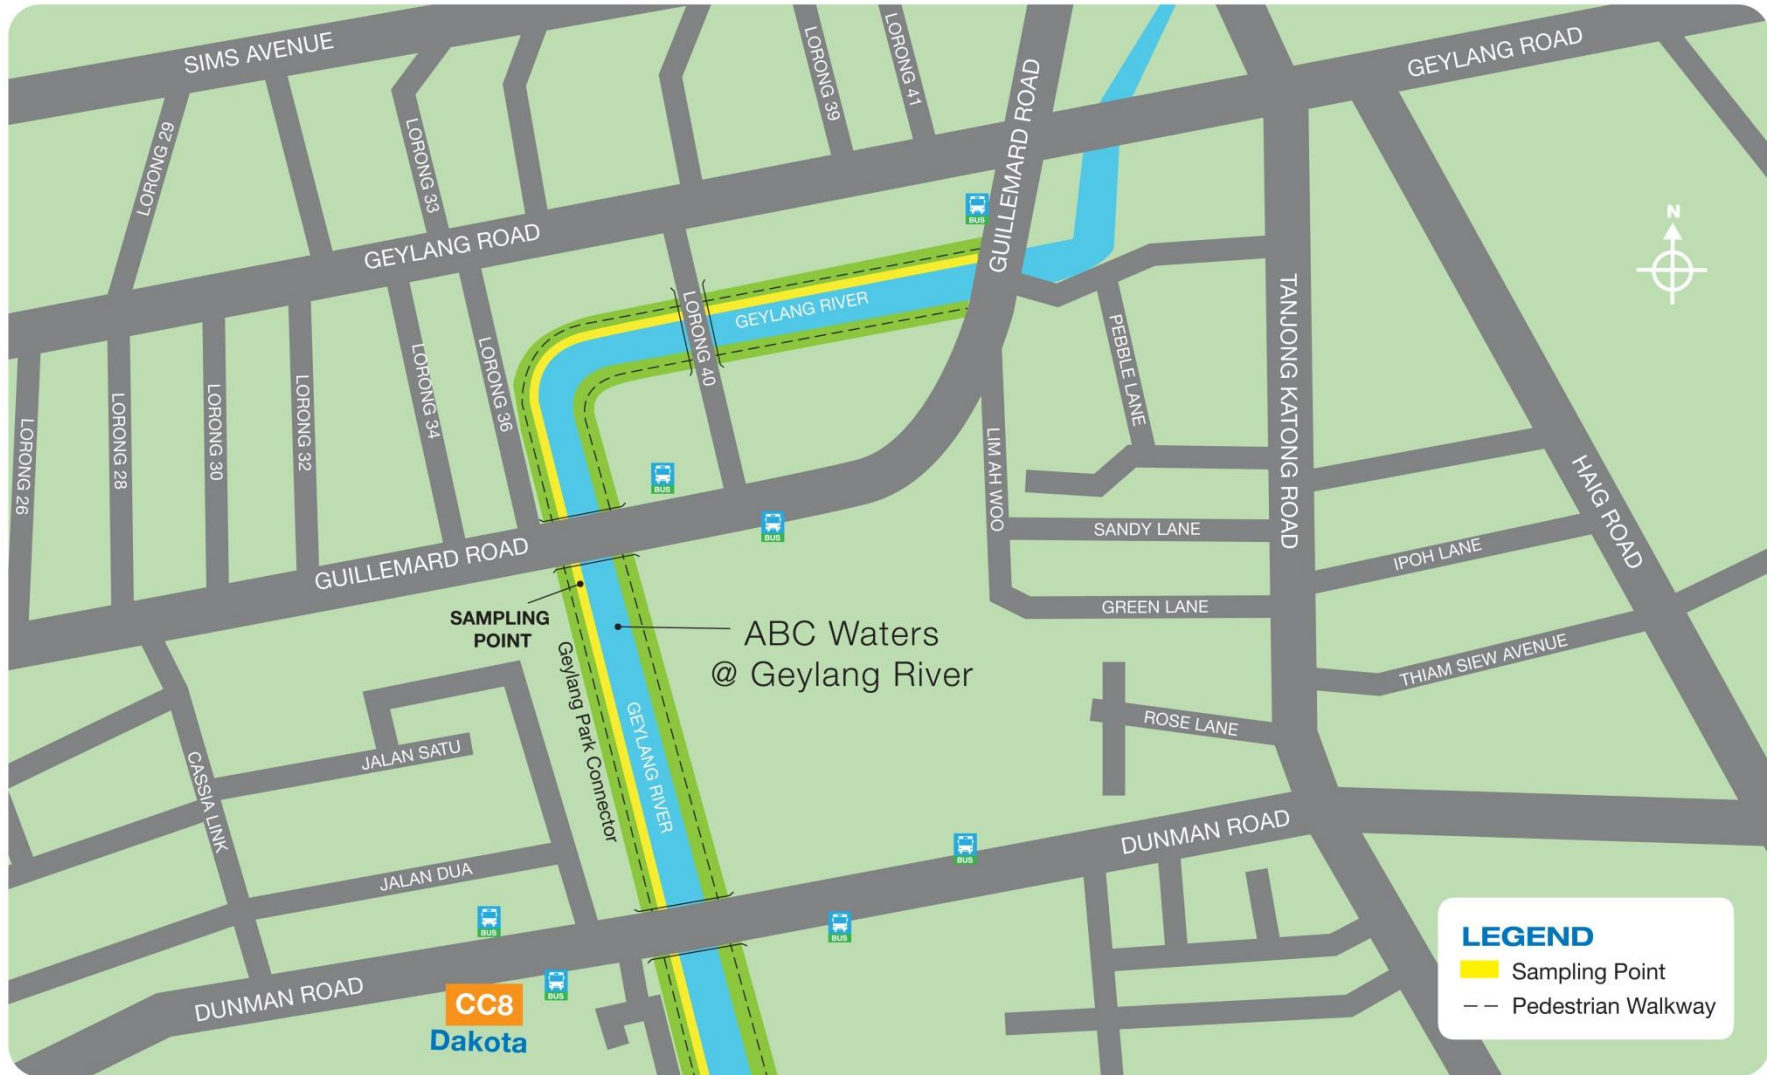 SIMS AVENUE
LORONG 29
LORONG 33
LORONG 39
LORONG 41
GUILLEMARD ROAD
GEYLANG ROAD
GEYLANG ROAD
N
BUS
LORONG 26
LORONG 28
LORONG 30
LORONG 32
LORONG 34
LORONG 36
LORONG 40
GEYLANG RIVER
PEBBLE LANE
TANJONG KATONG ROAD
HAIG ROAD
LIM AH WOO
BUS
BUS
SANDY LANE
IPOH LANE
GUILLEMARD ROAD
GREEN LANE
SAMPLING
POINT
ABC Waters
@ Geylang River
THIAM SIEW AVENUE
Geylang Park Connector
GEYLANG RIVER
ROSE LANE
JALAN SATU
CASSIA LINK
JALAN DUA
DUNMAN ROAD
BUS
BUS
BUS
BUS
DUNMAN ROAD
CC8
Dakota
LEGEND
Sampling Point
Pedestrian Walkway